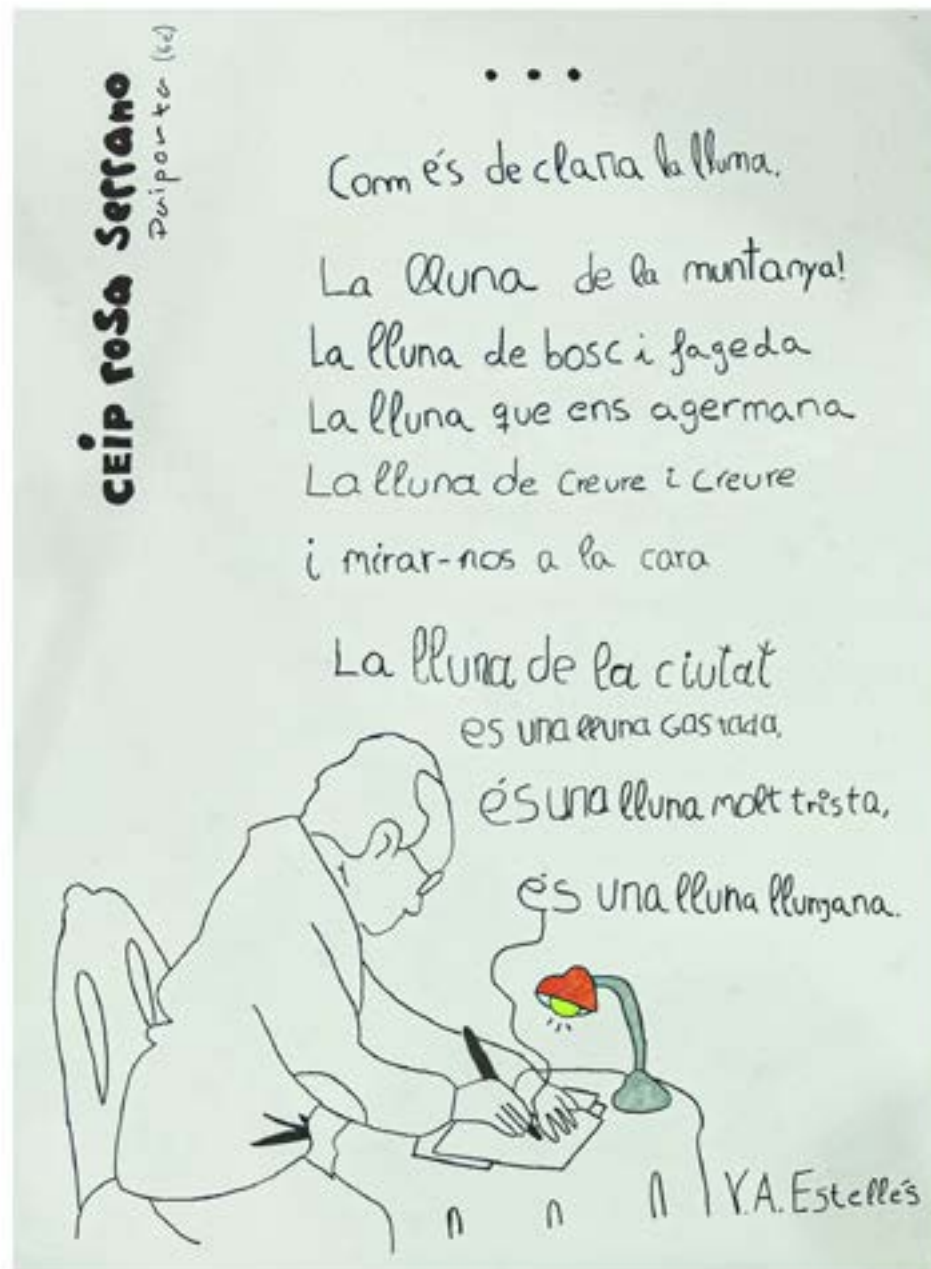 CEIP rosa Serrano
Paiporta (6é)
...
Com és de clara la lluna.
La lluna de la muntanya!
La lluna de bosc i fageda
La lluna que ens agermana
La lluna de creure i creure
i mirar-nos a la cara
La lluna de la ciutat
es una lluna gastada,
és una lluna molt trista,
és una lluna llunyana.
V.A. Estellés